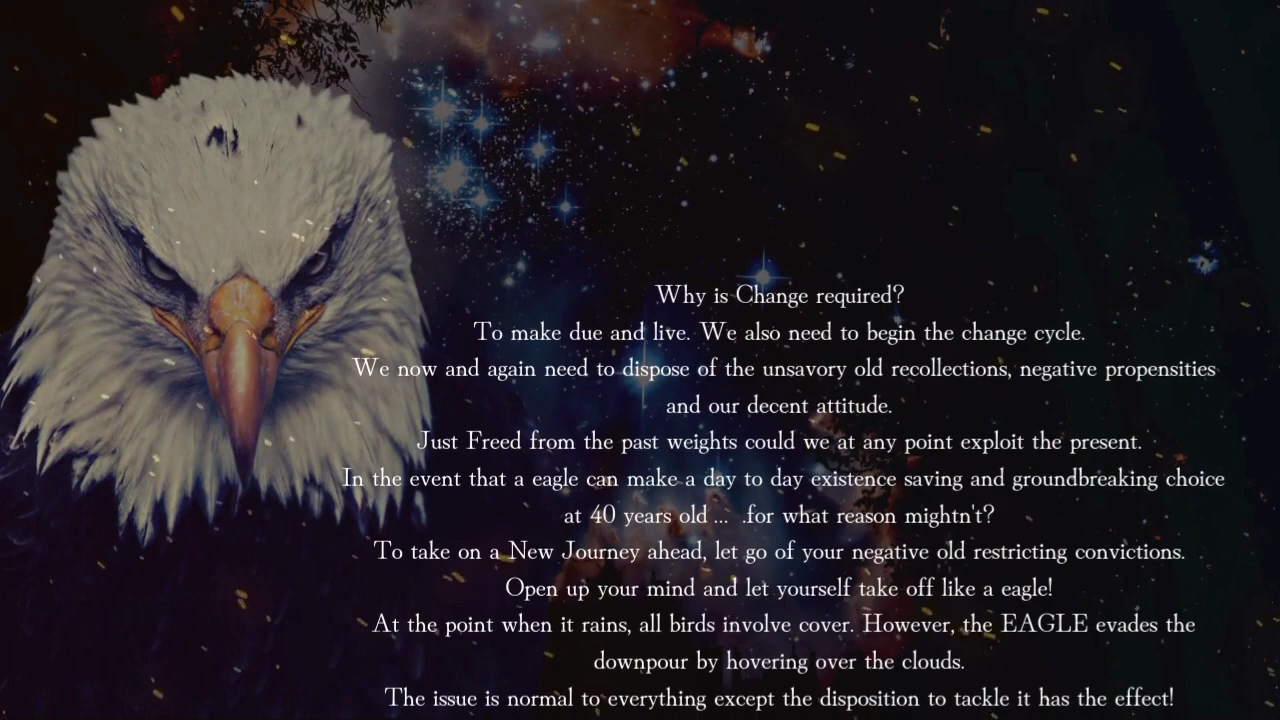 Why is Change required?
To make due and live. We also need to begin the change cycle.
We now and again need to dispose of the unsavory old recollections, negative propensities
and our decent attitude.
Just Freed from the past weights could we at any point exploit the present.
In the event that a eagle can make a day to day existence saving and groundbreaking choice
at 40 years old ...  .for what reason mightn't?
To take on a New Journey ahead, let go of your negative old restricting convictions.
Open up your mind and let yourself take off like a eagle!
At the point when it rains, all birds involve cover. However, the EAGLE evades the
downpour by hovering over the clouds.
The issue is normal to everything except the disposition to tackle it has the effect!